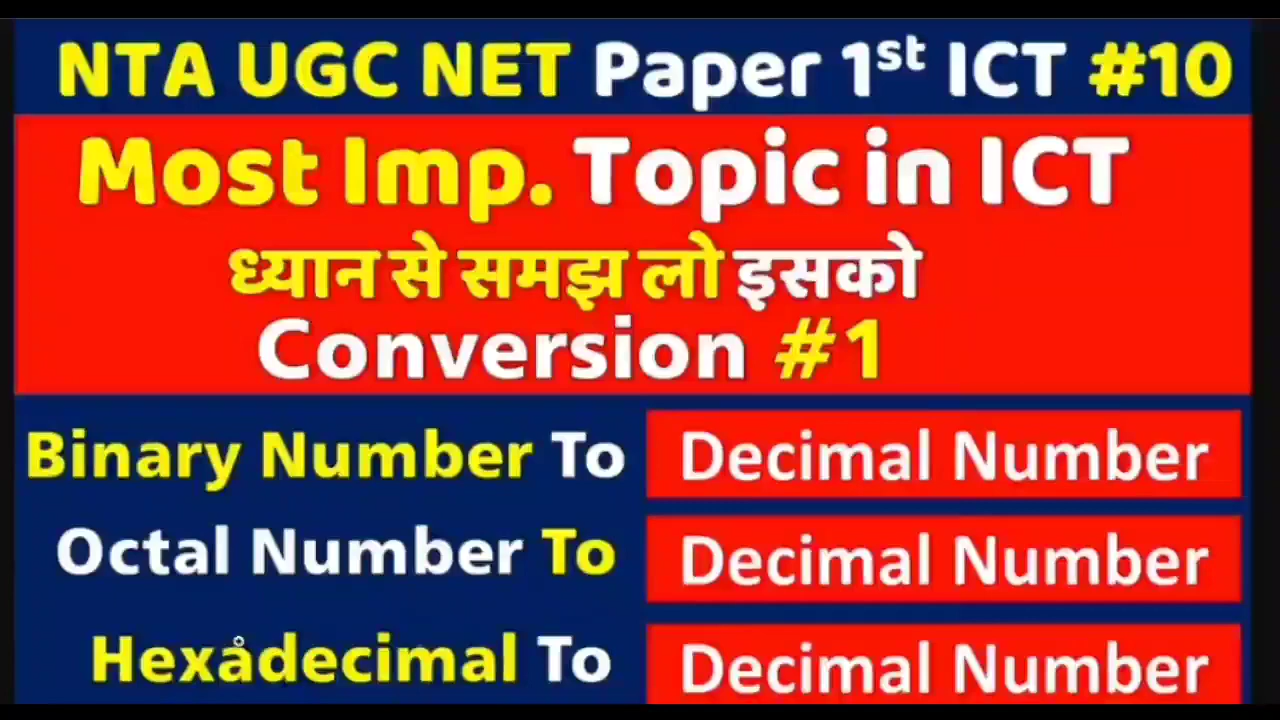 NTA UGC NET Paper 1st ICT #10
Most Imp. Topic in ICT
ध्यान से समझ लो इसको
Conversion #1
Binary Number To Decimal Number
Octal Number To Decimal Number
Hexadecimal To Decimal Number